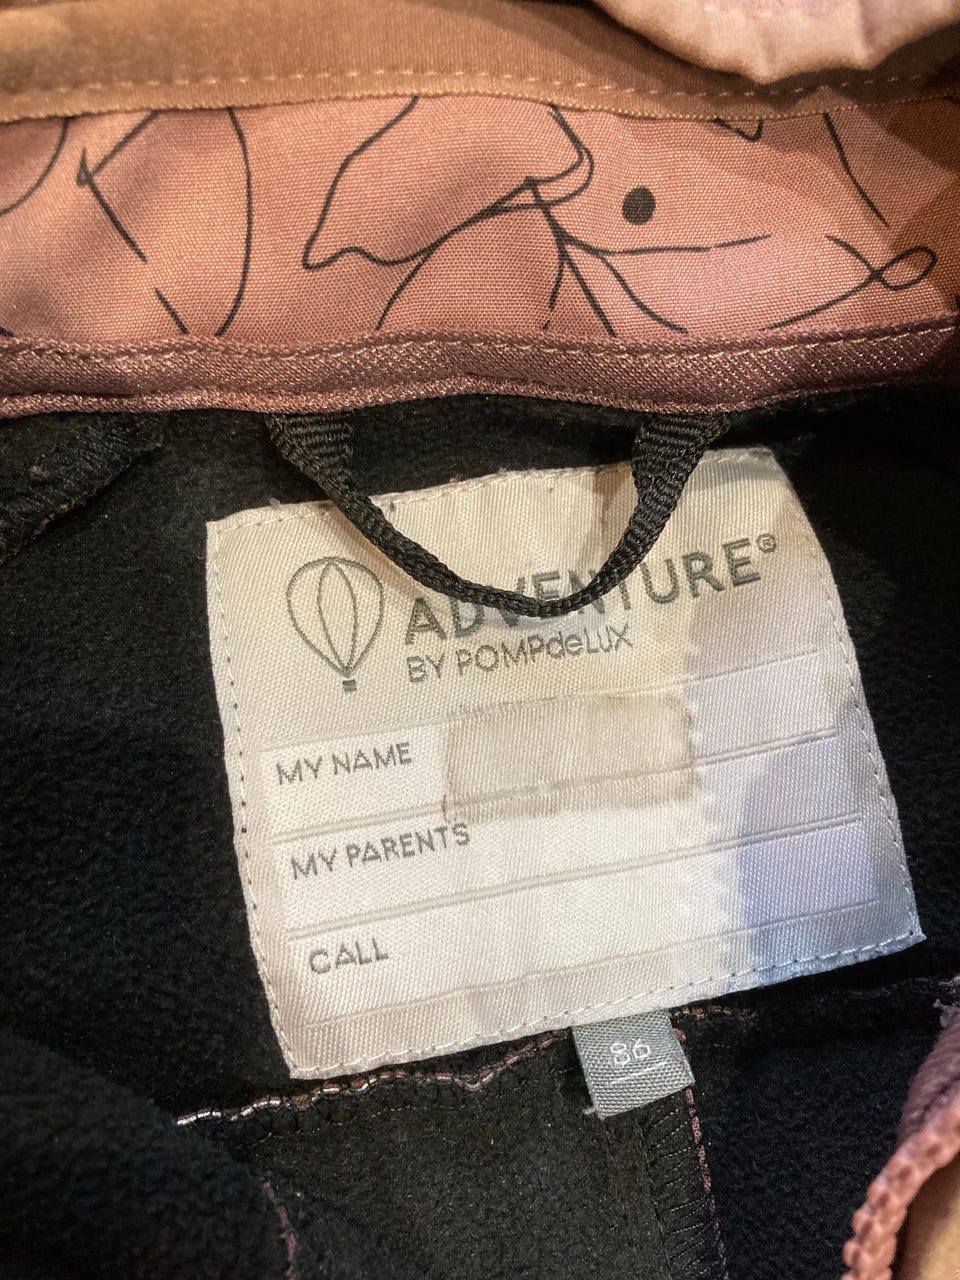 ADVENTURE®
BY POMPdeLUX
MY NAME
MY PARENTS
CALL
86